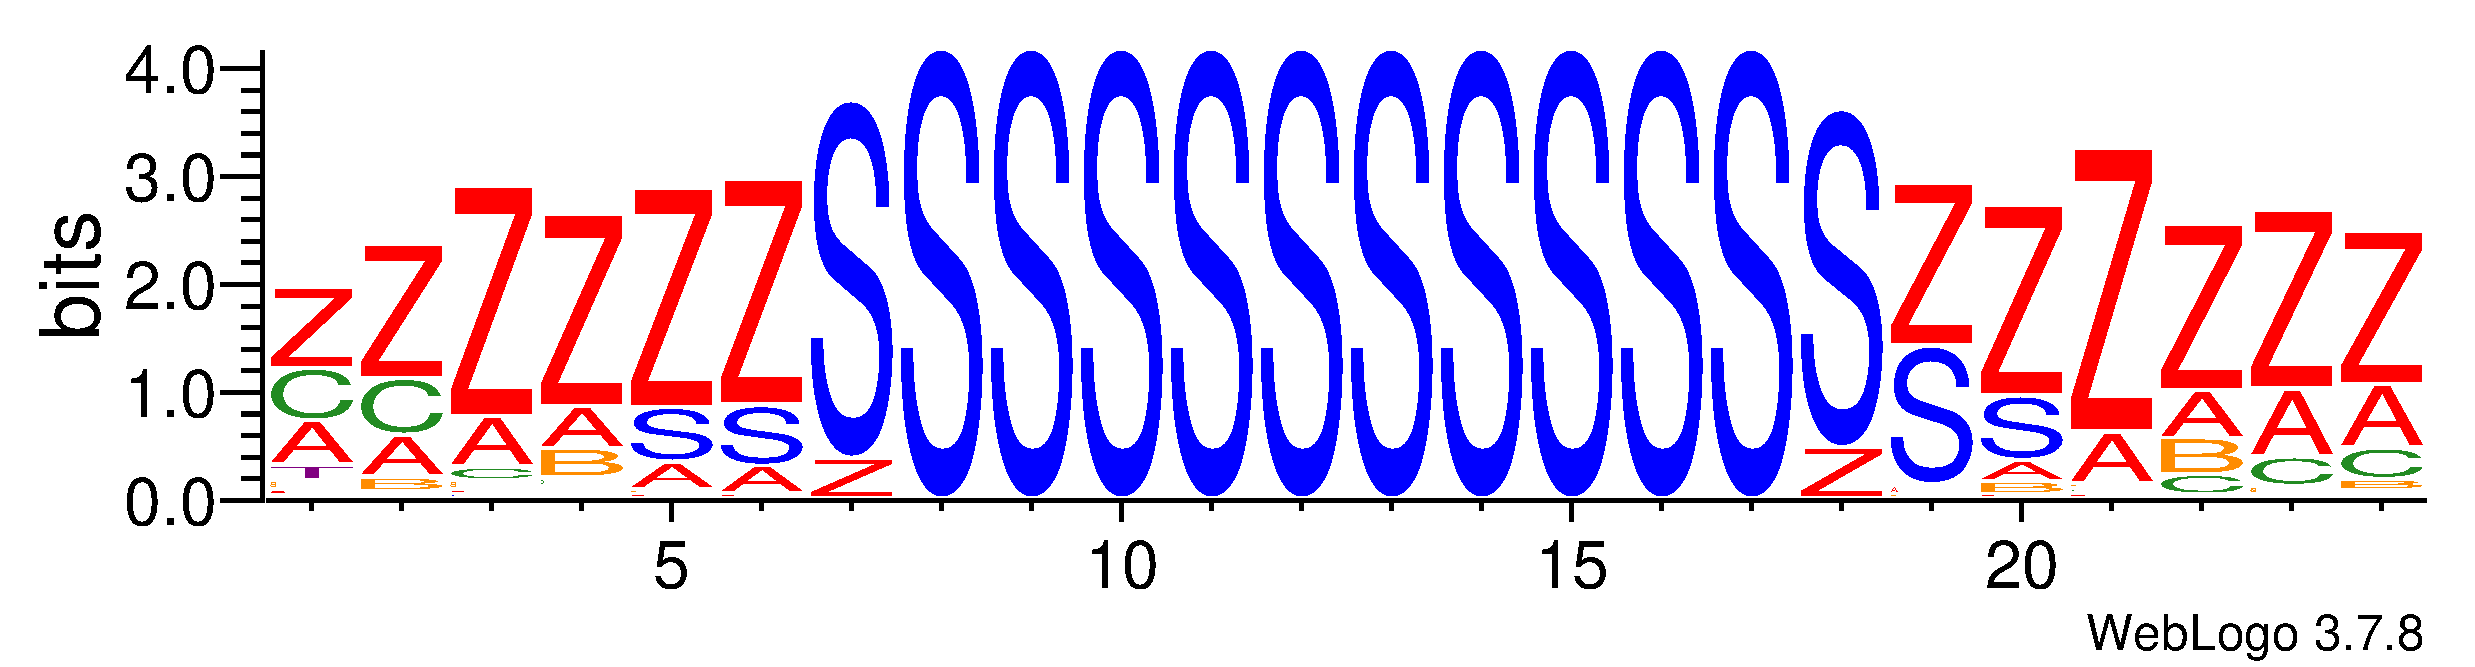 bits
4.0
3.0
2.0
1.0
0.0
Z Z Z Z Z Z S S S S S S S S S S S S Z Z Z Z Z Z
C C A A S S Z Z S S A A A A
A A C B A A A B C C
T B B C B
5 10 15 20
WebLogo 3.7.8